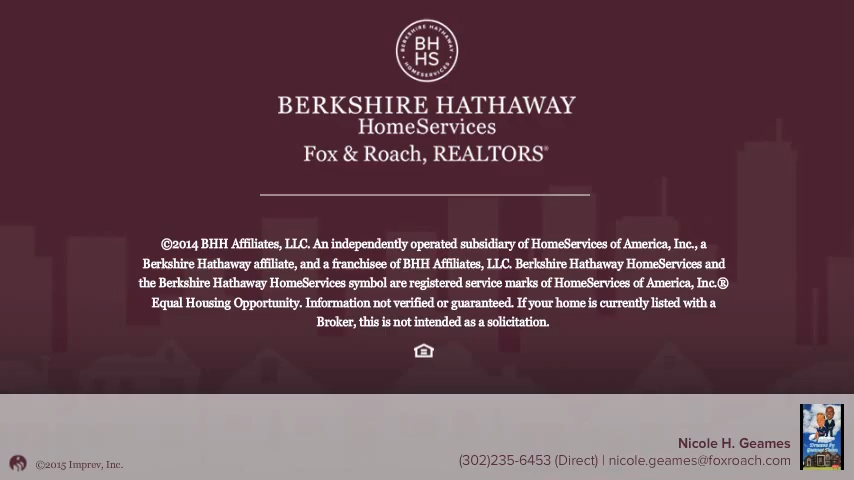 BERKSHIRE HATHAWAY
BH
HS
HOMESERVICES
BERKSHIRE HATHAWAY
HomeServices
Fox & Roach, REALTORS®
©2014 BHH Affiliates, LLC. An independently operated subsidiary of HomeServices of America, Inc., a
Berkshire Hathaway affiliate, and a franchisee of BHH Affiliates, LLC. Berkshire Hathaway HomeServices and
the Berkshire Hathaway HomeServices symbol are registered service marks of HomeServices of America, Inc.®
Equal Housing Opportunity. Information not verified or guaranteed. If your home is currently listed with a
Broker, this is not intended as a solicitation.
Nicole H. Geames
(302)235-6453 (Direct) | nicole.geames@foxroach.com
©2015 Imprev, Inc.